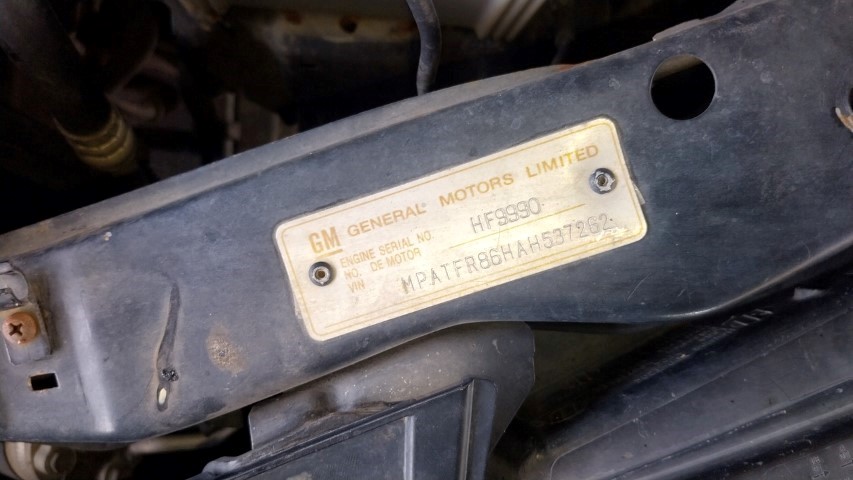 GM GENERAL MOTORS LIMITED
ENGINE SERIAL NO. HF9990
NO. DE MOTOR
VIN MPATFR86HAH537262